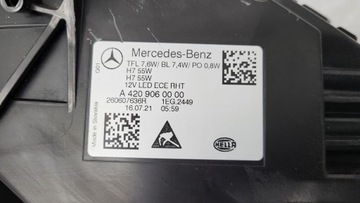 Mercedes-Benz
TFL 7,6W/ BL 7,4W/ PO 0,8W
H7 55W
H7 55W
12V LED ECE RHT
A 420 906 00 00
26060/636R 1EG.2449
16.07.21 05:59
Made in Slovakia
HELLA